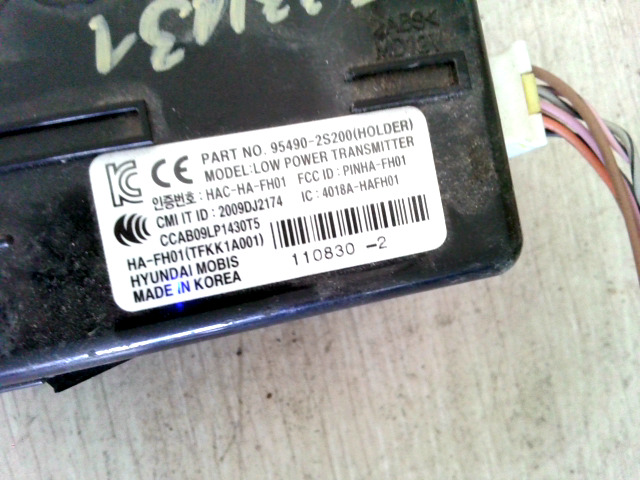 >ABS<
PART NO. 95490-2S200(HOLDER)
MODEL:LOW POWER TRANSMITTER
인증번호: HAC-HA-FH01 FCC ID : PINHA-FH01
CMI IT ID : 2009DJ2174 IC : 4018A-HAFH01
CCAB09LP1430T5
HA-FH01(TFKK1A001)
HYUNDAI MOBIS
MADE IN KOREA
110830 -2